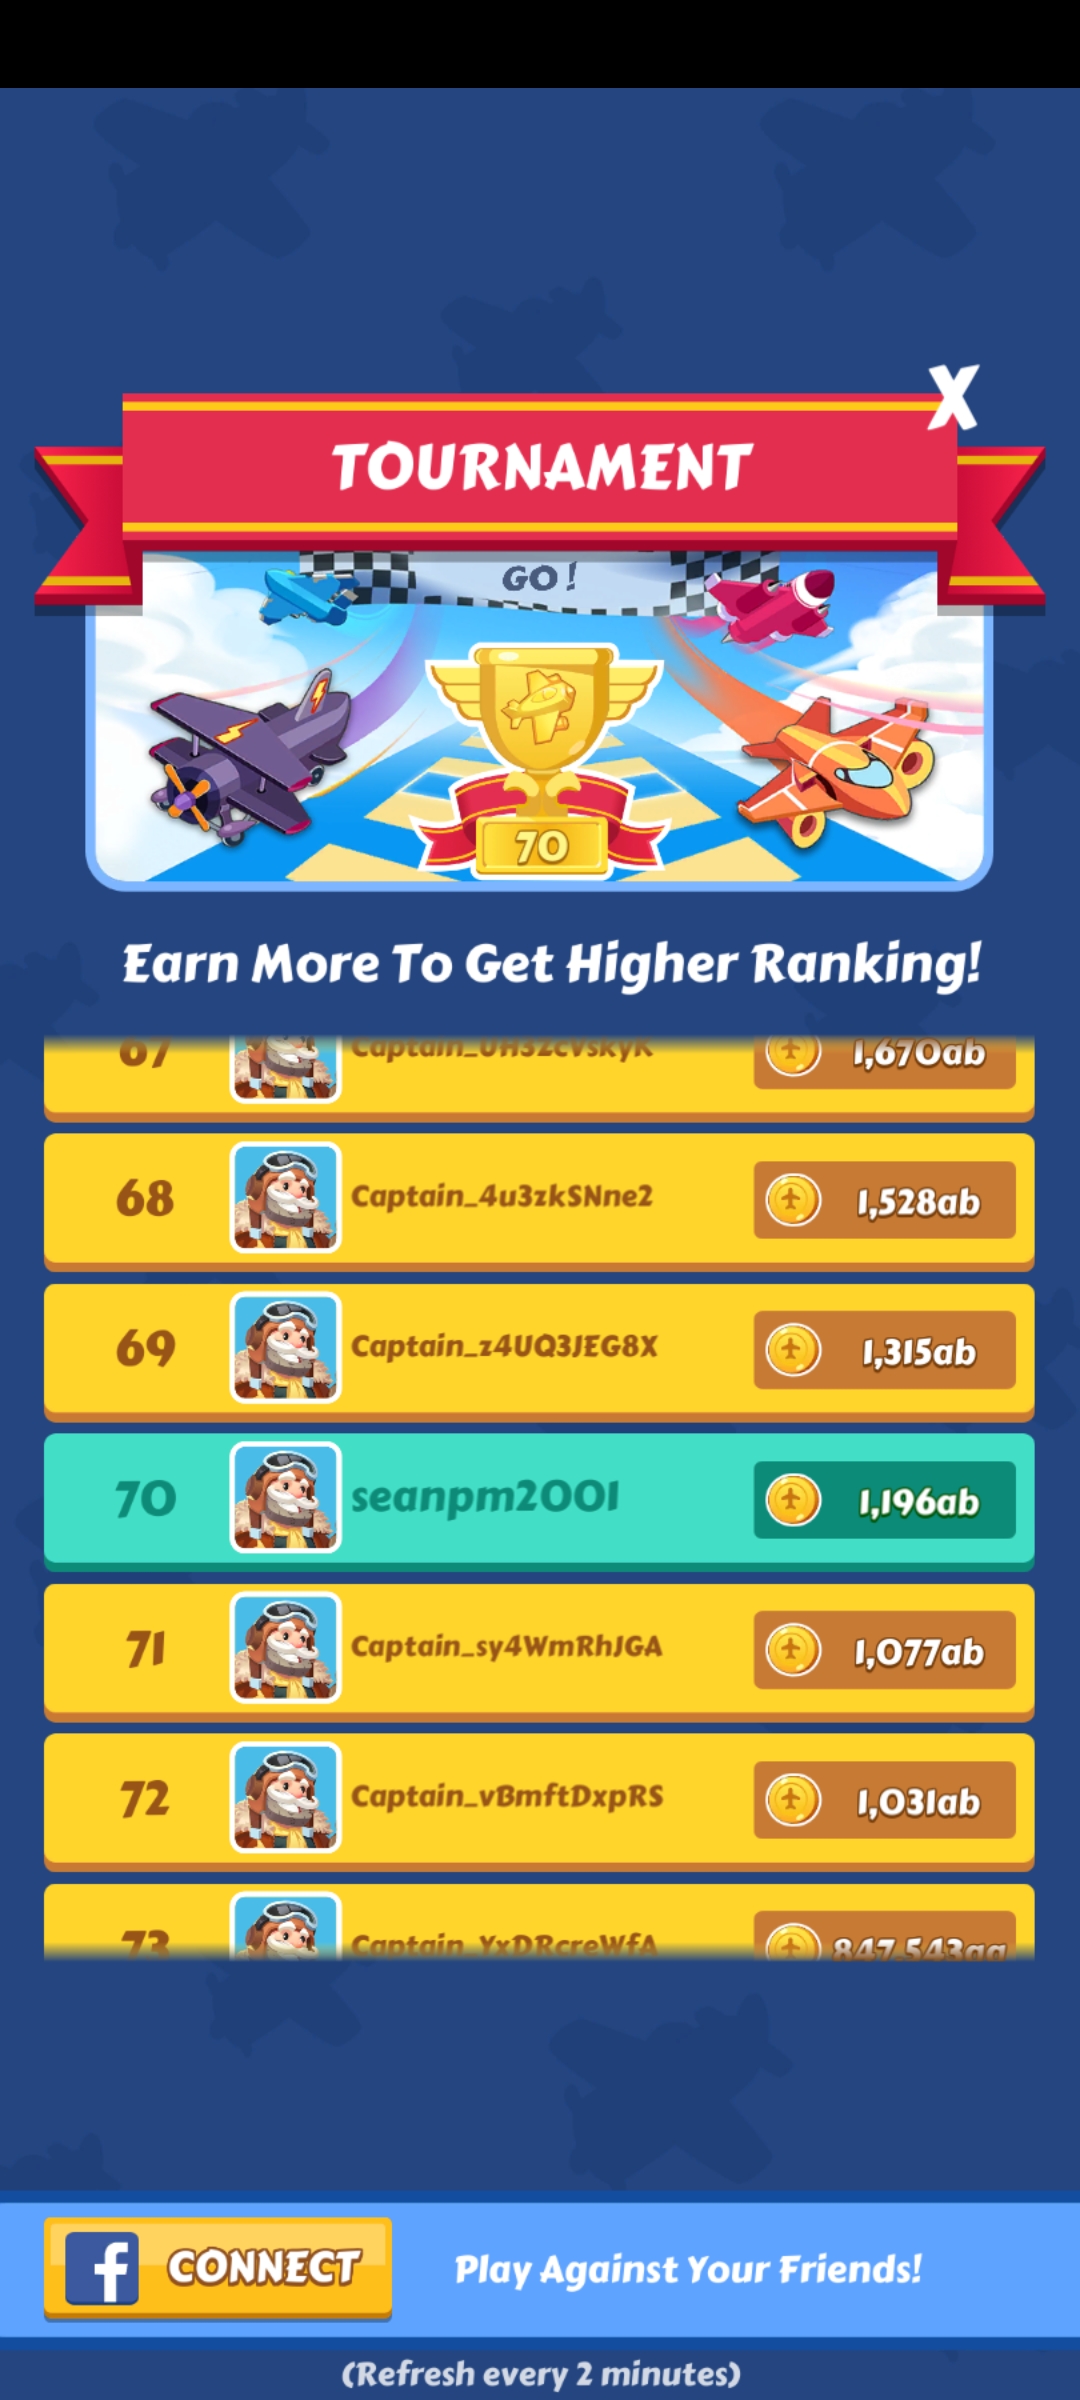 X
TOURNAMENT
GO!
70
Earn More To Get Higher Ranking!
67 1,670ab
68 Captain_4u3zkSNne2 1,528ab
69 Captain_z4UQ3JEG8X 1,315ab
70 seanpm2001 1,196ab
71 Captain_sy4WmRhJGA 1,077ab
72 Captain_vBmftDxpRS 1,031ab
73 Captain_YxDRcreWfA 847,543aa
f CONNECT Play Against Your Friends!
(Refresh every 2 minutes)